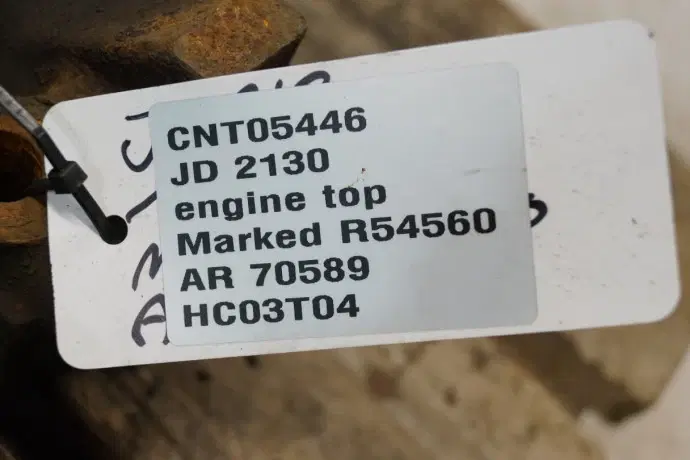 CNT05446
JD 2130
engine top
Marked R54560
AR 70589
HC03T04